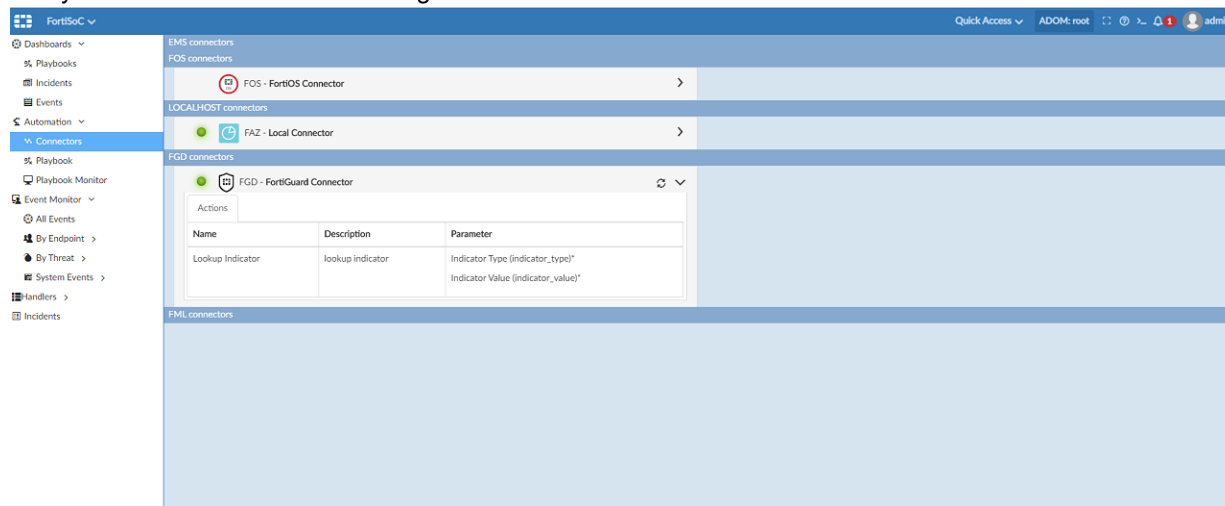 FortiSoC
Quick Access
ADOM: root
1
Dashboards
Playbooks
Incidents
Events
Automation
Connectors
Playbook
Playbook Monitor
Event Monitor
All Events
By Endpoint
By Threat
System Events
Handlers
Incidents
EMS connectors
FOS connectors
FOS - FortiOS Connector
LOCALHOST connectors
FAZ - Local Connector
FGD connectors
FGD - FortiGuard Connector
Actions
Name Description Parameter
Lookup Indicator lookup indicator Indicator Type (indicator_type)*
Indicator Value (indicator_value)*
FML connectors